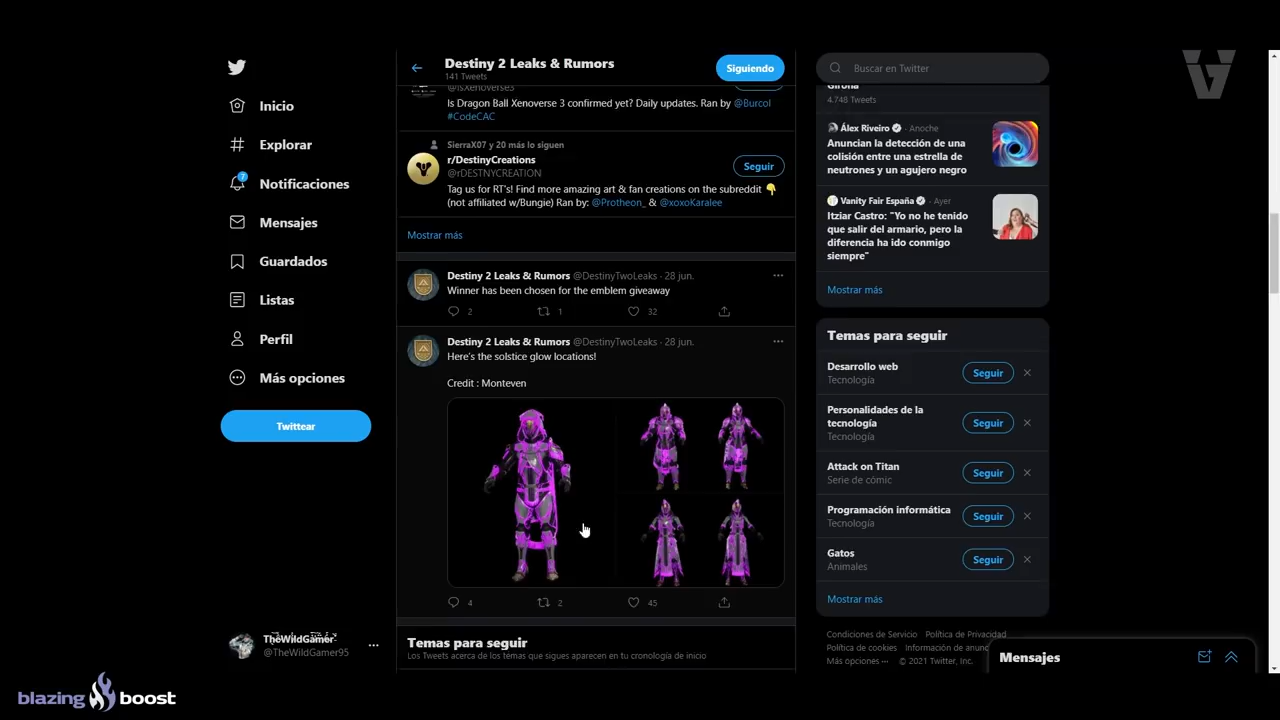 Inicio
Explorar
7
Notificaciones
Mensajes
Guardados
Listas
Perfil
Más opciones
Twittear
@TheWildGamer95
Destiny 2 Leaks & Rumors
141 Tweets
Siguiendo
@isXenoverse3
Is Dragon Ball Xenoverse 3 confirmed yet? Daily updates. Ran by @Burcol
#CodeCAC
SierraX07 y 20 más lo siguen
r/DestinyCreations
Seguir
@rDESTNYCREATION
Tag us for RT's! Find more amazing art & fan creations on the subreddit 👇
(not affiliated w/Bungie) Ran by: @Protheon_ & @xoxoKaralee
Mostrar más
Destiny 2 Leaks & Rumors @DestinyTwoLeaks · 28 jun.
Winner has been chosen for the emblem giveaway
2 1 32
Destiny 2 Leaks & Rumors @DestinyTwoLeaks · 28 jun.
Here's the solstice glow locations!
Credit : Monteven
4 2 45
Temas para seguir
Los Tweets acerca de los temas que sigues aparecen en tu cronología de inicio
Buscar en Twitter
Girona
4.748 Tweets
Álex Riveiro · Anoche
Anuncian la detección de una
colisión entre una estrella de
neutrones y un agujero negro
Vanity Fair España · Ayer
Itziar Castro: "Yo no he tenido
que salir del armario, pero la
diferencia ha ido conmigo
siempre"
Mostrar más
Temas para seguir
Desarrollo web
Tecnología
Seguir
Personalidades de la
tecnología
Tecnología
Seguir
Attack on Titan
Serie de cómic
Seguir
Programación informática
Tecnología
Seguir
Gatos
Animales
Seguir
Mostrar más
Condiciones de Servicio Política de Privacidad
Política de cookies Información de anunc
Más opciones ··· © 2021 Twitter, Inc.
Mensajes
blazing boost